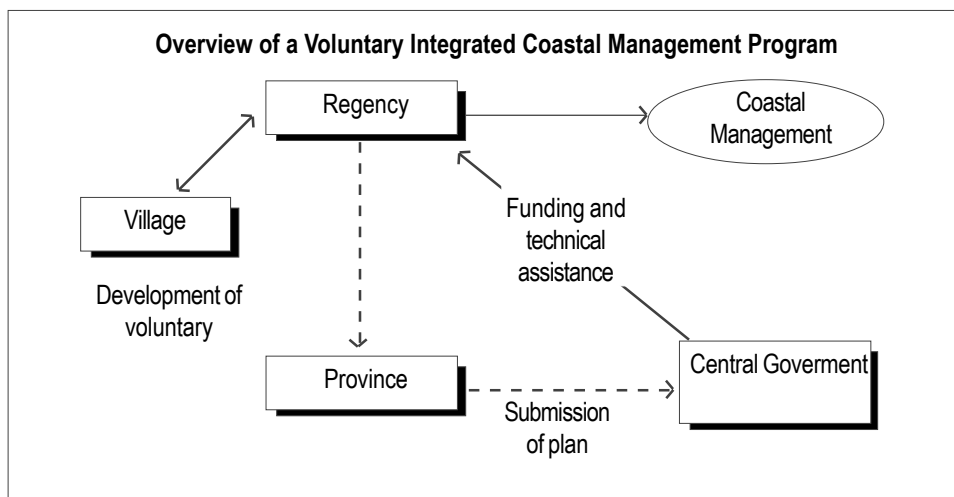 Overview of a Voluntary Integrated Coastal Management Program
Regency
Coastal
Management
Village
Funding and
technical
assistance
Development of
voluntary
Province
Central Goverment
Submission
of plan